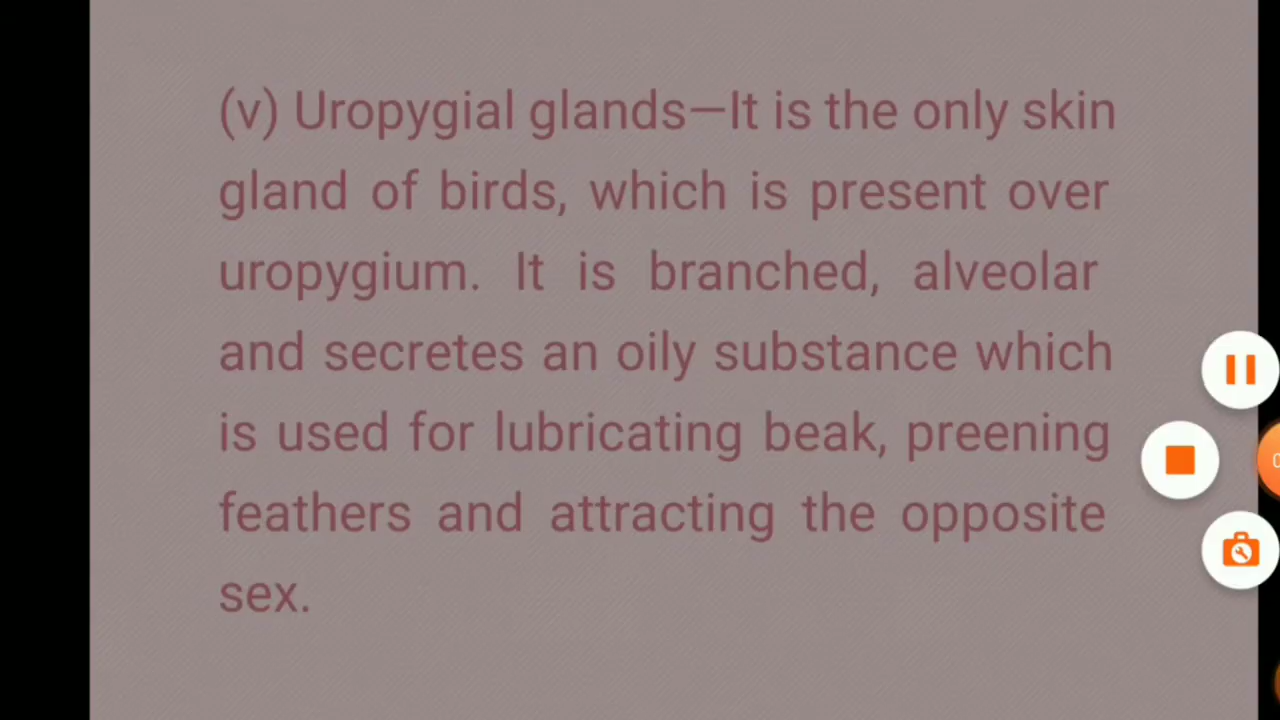 (v) Uropygial glands—It is the only skin
gland of birds, which is present over
uropygium. It is branched, alveolar
and secretes an oily substance which
is used for lubricating beak, preening
feathers and attracting the opposite
sex.